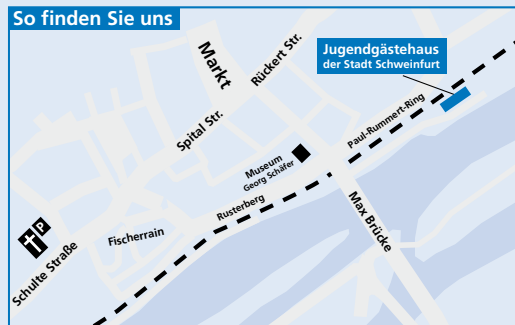 So finden Sie uns
Markt
Rückert Str.
Jugendgästehaus
der Stadt Schweinfurt
Spital Str.
Paul-Rummert-Ring
Museum
Georg Schäfer
Rusterberg
Max Brücke
Fischerrain
P
Schulte Straße